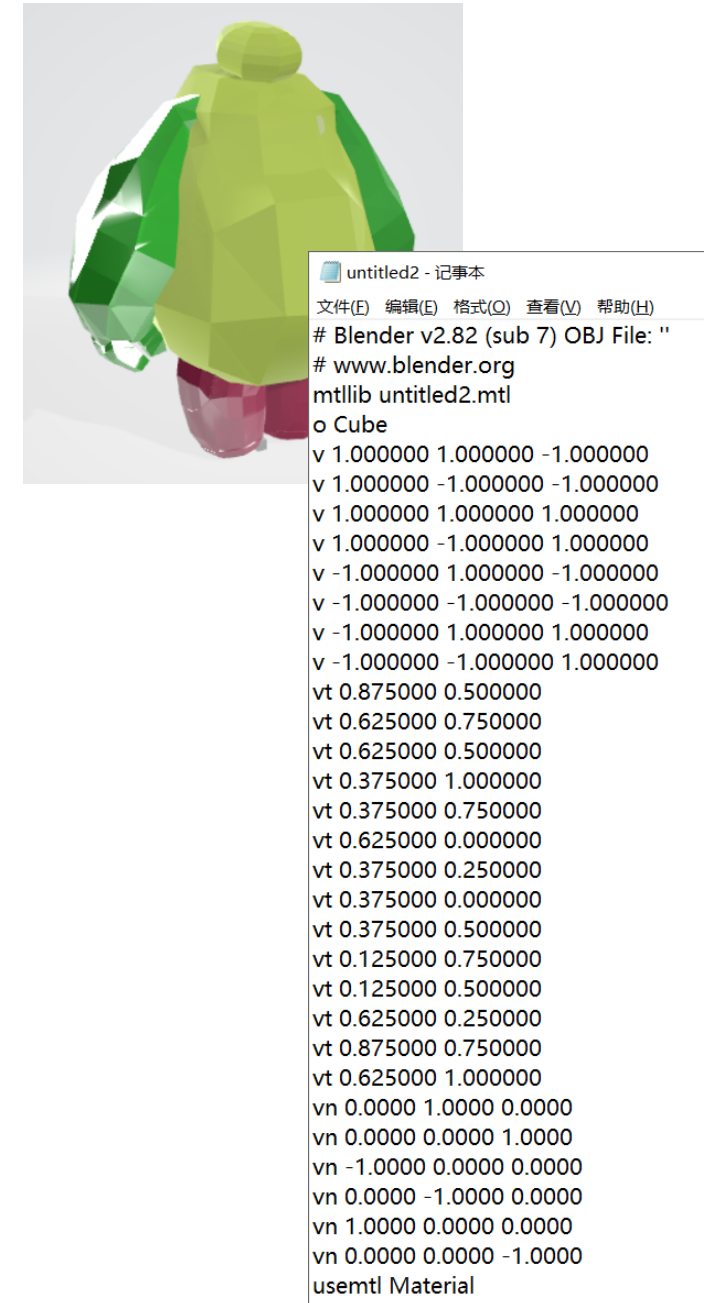 untitled2 - 记事本
文件(F) 编辑(E) 格式(O) 查看(V) 帮助(H)
# Blender v2.82 (sub 7) OBJ File: ''
# www.blender.org
mtllib untitled2.mtl
o Cube
v 1.000000 1.000000 -1.000000
v 1.000000 -1.000000 -1.000000
v 1.000000 1.000000 1.000000
v 1.000000 -1.000000 1.000000
v -1.000000 1.000000 -1.000000
v -1.000000 -1.000000 -1.000000
v -1.000000 1.000000 1.000000
v -1.000000 -1.000000 1.000000
vt 0.875000 0.500000
vt 0.625000 0.750000
vt 0.625000 0.500000
vt 0.375000 1.000000
vt 0.375000 0.750000
vt 0.625000 0.000000
vt 0.375000 0.250000
vt 0.375000 0.000000
vt 0.375000 0.500000
vt 0.125000 0.750000
vt 0.125000 0.500000
vt 0.625000 0.250000
vt 0.875000 0.750000
vt 0.625000 1.000000
vn 0.0000 1.0000 0.0000
vn 0.0000 0.0000 1.0000
vn -1.0000 0.0000 0.0000
vn 0.0000 -1.0000 0.0000
vn 1.0000 0.0000 0.0000
vn 0.0000 0.0000 -1.0000
usemtl Material